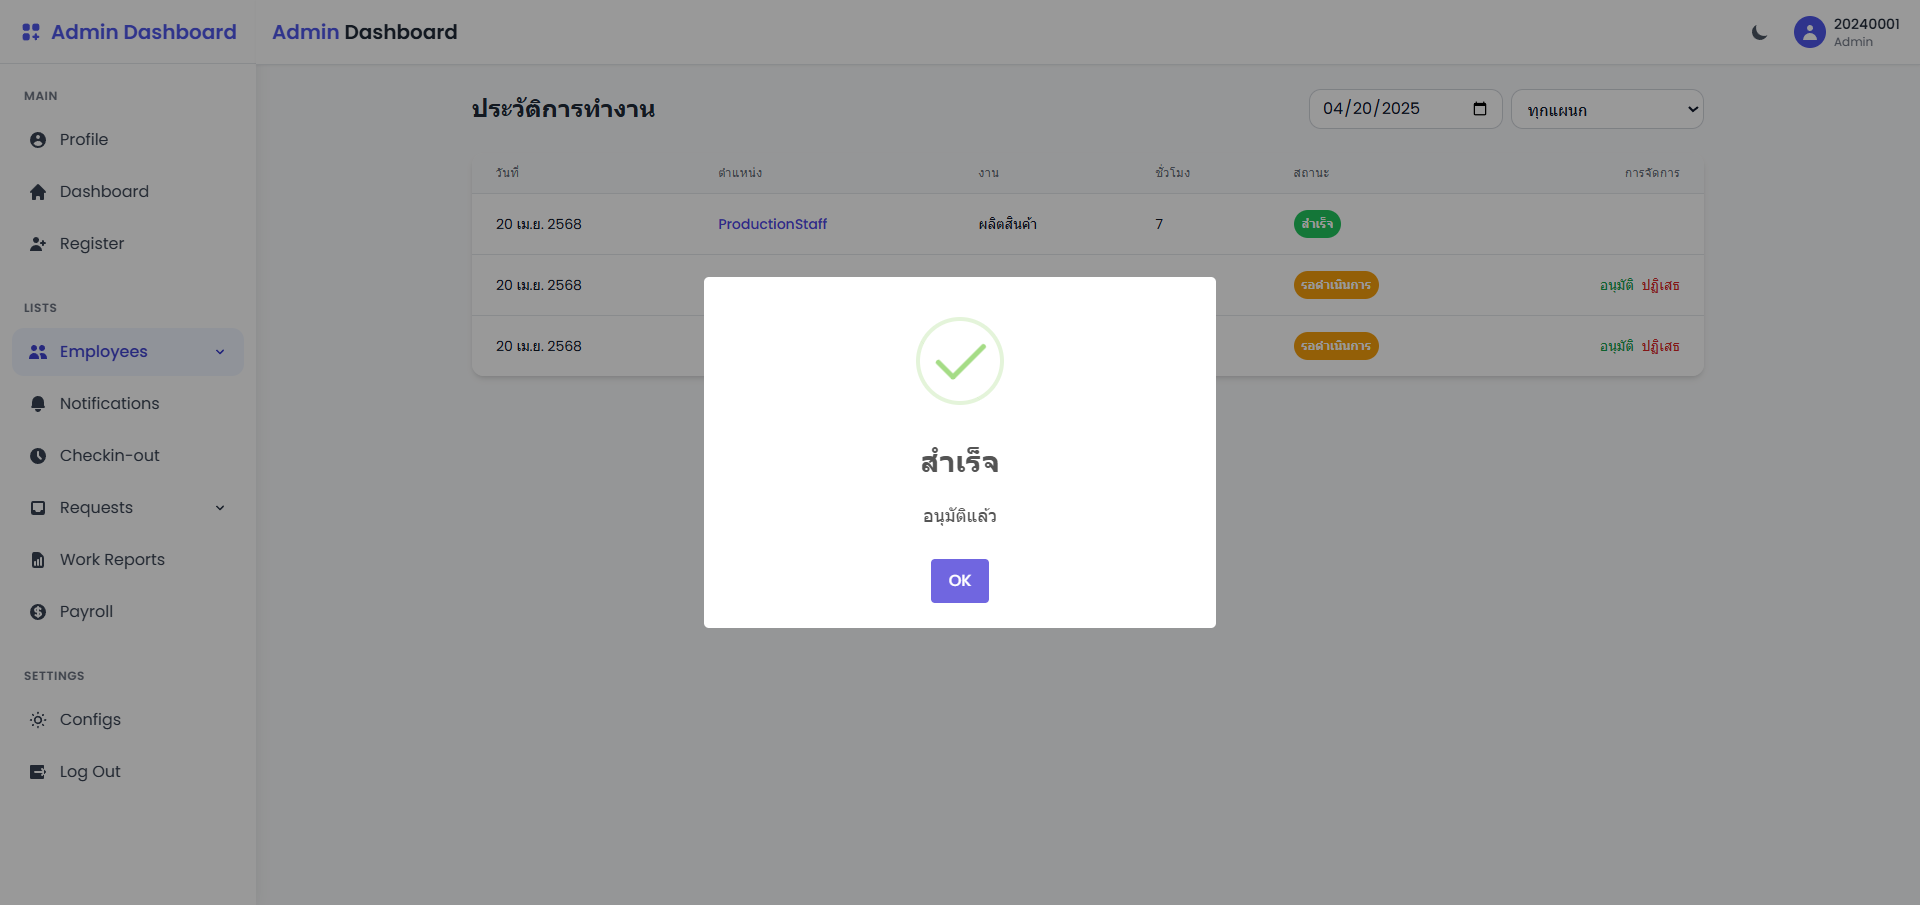 Admin Dashboard
Admin Dashboard
20240001
Admin
MAIN
Profile
Dashboard
Register
LISTS
Employees
Notifications
Checkin-out
Requests
Work Reports
Payroll
SETTINGS
Configs
Log Out
ประวัติการทำงาน
04/20/2025
ทุกแผนก
วันที่ ตำแหน่ง งาน ชั่วโมง สถานะ การจัดการ
20 เม.ย. 2568 ProductionStaff ผลิตสินค้า 7 สำเร็จ
20 เม.ย. 2568 รอดำเนินการ อนุมัติ ปฏิเสธ
20 เม.ย. 2568 รอดำเนินการ อนุมัติ ปฏิเสธ
สำเร็จ
อนุมัติแล้ว
OK